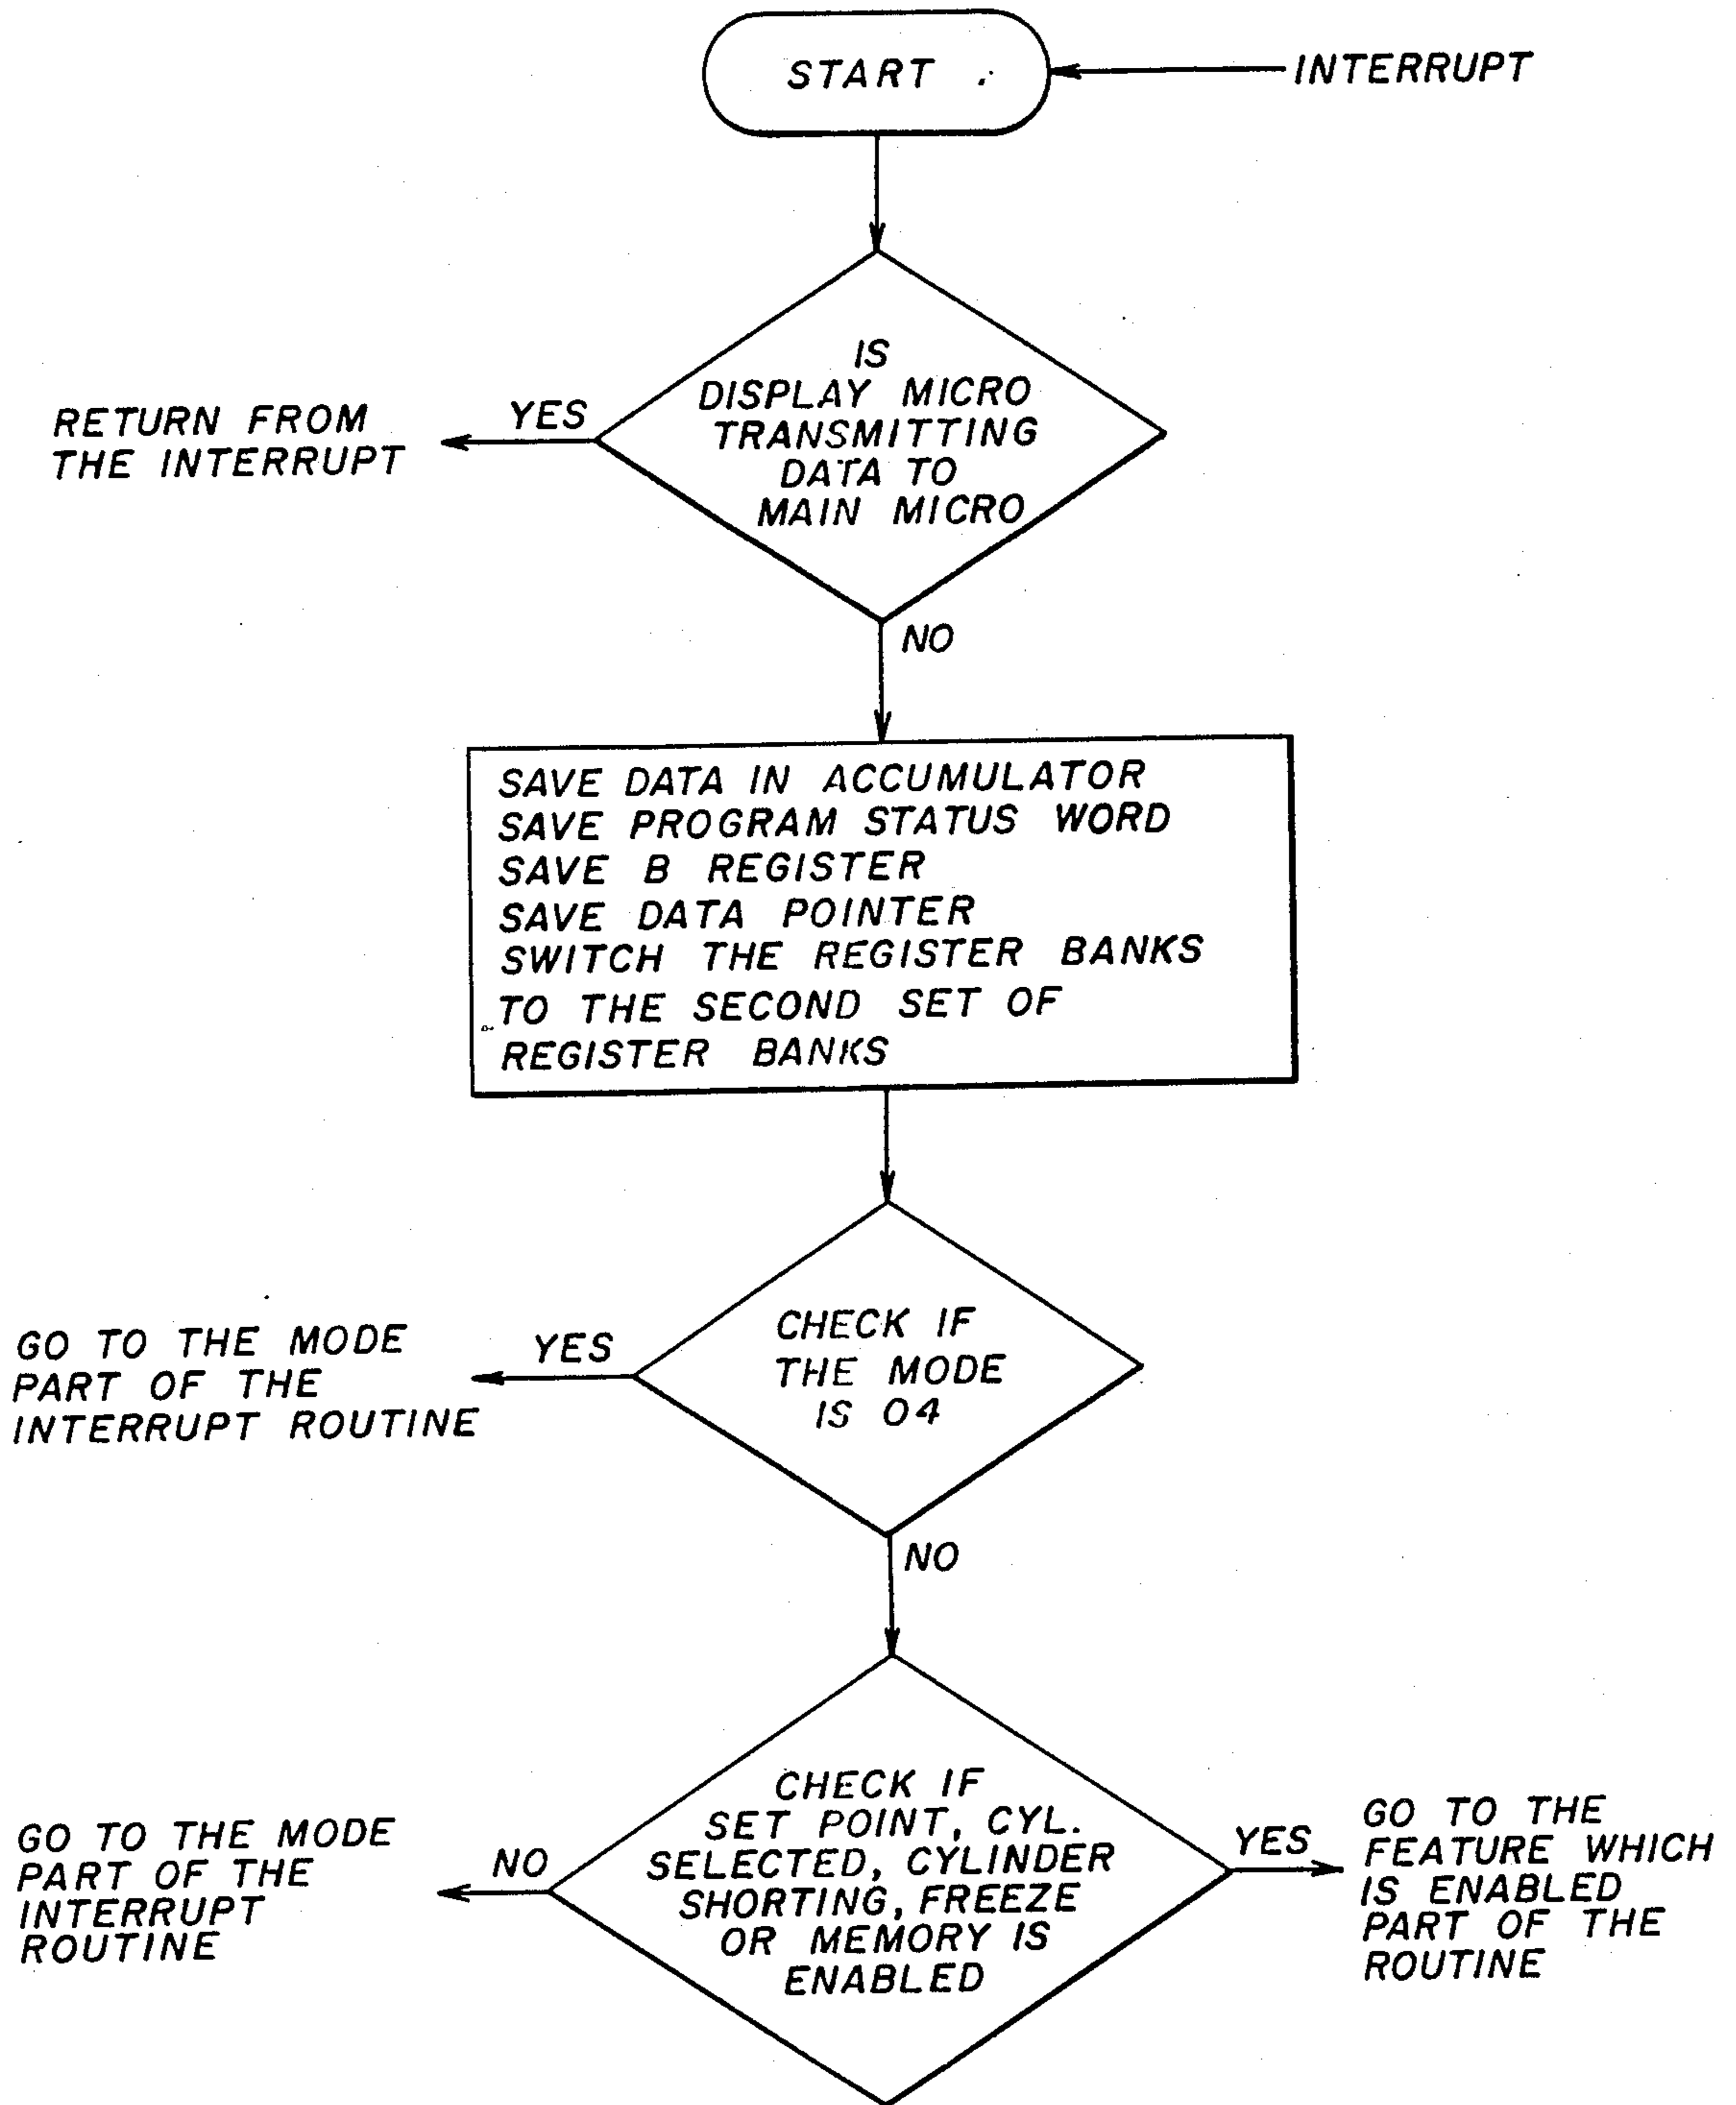 START
INTERRUPT
IS
DISPLAY MICRO
TRANSMITTING
DATA TO
MAIN MICRO
YES
RETURN FROM
THE INTERRUPT
NO
SAVE DATA IN ACCUMULATOR
SAVE PROGRAM STATUS WORD
SAVE B REGISTER
SAVE DATA POINTER
SWITCH THE REGISTER BANKS
TO THE SECOND SET OF
REGISTER BANKS
CHECK IF
THE MODE
IS 04
YES
GO TO THE MODE
PART OF THE
INTERRUPT ROUTINE
NO
CHECK IF
SET POINT, CYL.
SELECTED, CYLINDER
SHORTING, FREEZE
OR MEMORY IS
ENABLED
NO
GO TO THE MODE
PART OF THE
INTERRUPT
ROUTINE
YES
GO TO THE
FEATURE WHICH
IS ENABLED
PART OF THE
ROUTINE